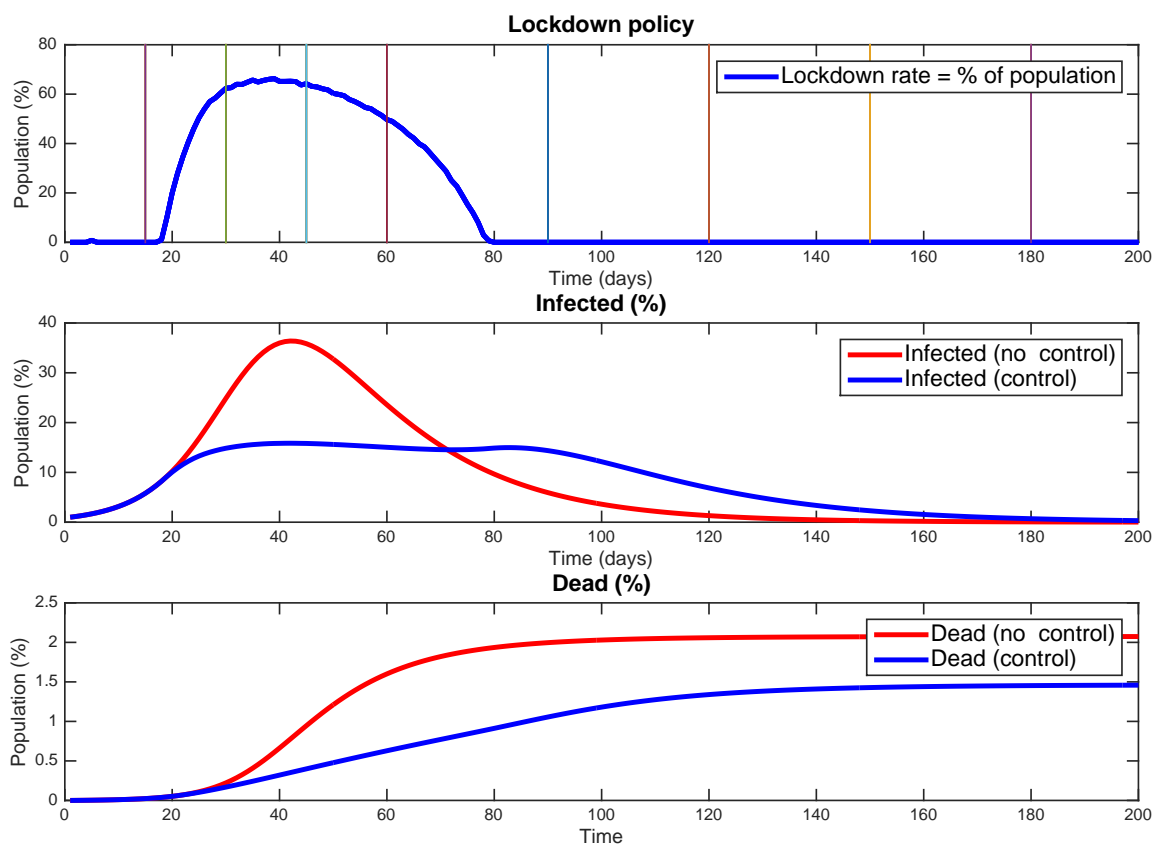 Lockdown policy
80
60
40
20
0
Population (%)
Lockdown rate = % of population
0 20 40 60 80 100 120 140 160 180 200
Time (days)
Infected (%)
40
30
20
10
0
Population (%)
Infected (no control)
Infected (control)
0 20 40 60 80 100 120 140 160 180 200
Time (days)
Dead (%)
2.5
2
1.5
1
0.5
0
Population (%)
Dead (no control)
Dead (control)
0 20 40 60 80 100 120 140 160 180 200
Time